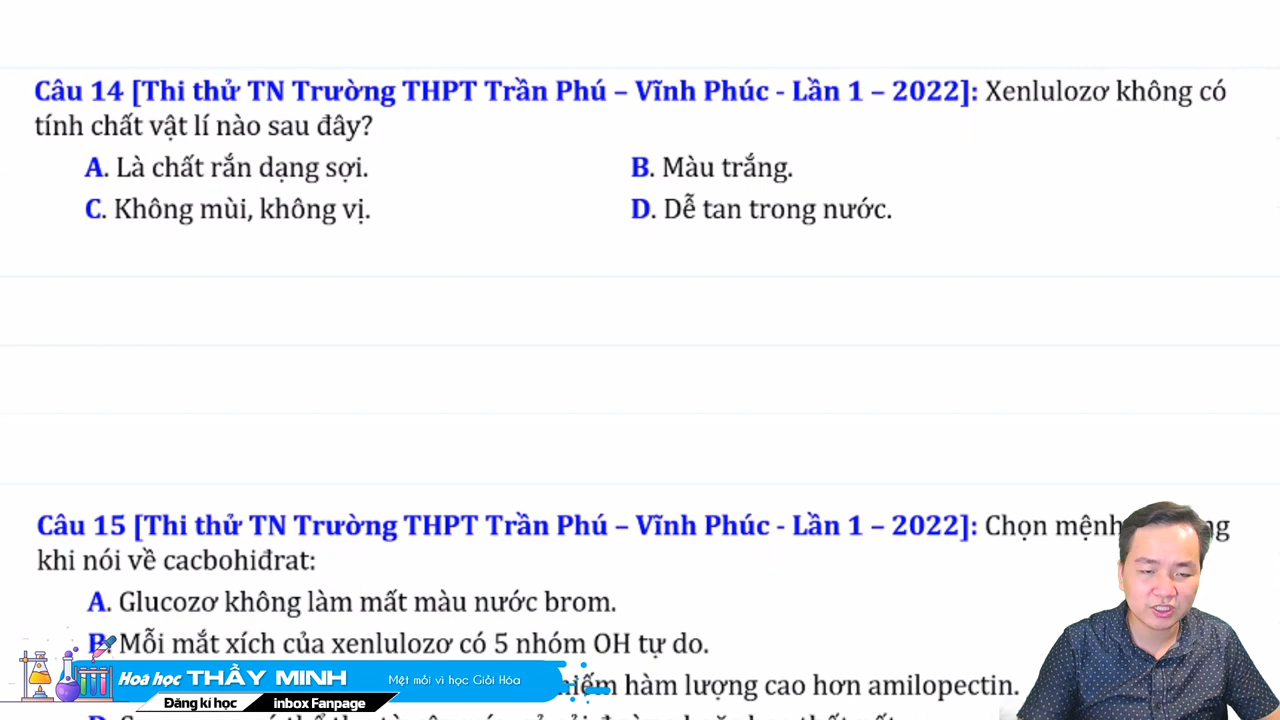 Câu 14 [Thi thử TN Trường THPT Trần Phú – Vĩnh Phúc - Lần 1 – 2022]: Xenlulozơ không có
tính chất vật lí nào sau đây?
A. Là chất rắn dạng sợi.
B. Màu trắng.
C. Không mùi, không vị.
D. Dễ tan trong nước.
Câu 15 [Thi thử TN Trường THPT Trần Phú – Vĩnh Phúc - Lần 1 – 2022]: Chọn
khi nói về cacbohiđrat:
A. Glucozơ không làm mất màu nước brom.
B. Mỗi mắt xích của xenlulozơ có 5 nhóm OH tự do.
hàm lượng cao hơn amilopectin.
Hoá học THẦY MINH
Mệt mỏi vì học Giỏi Hóa
Đăng kí học
inbox Fanpage